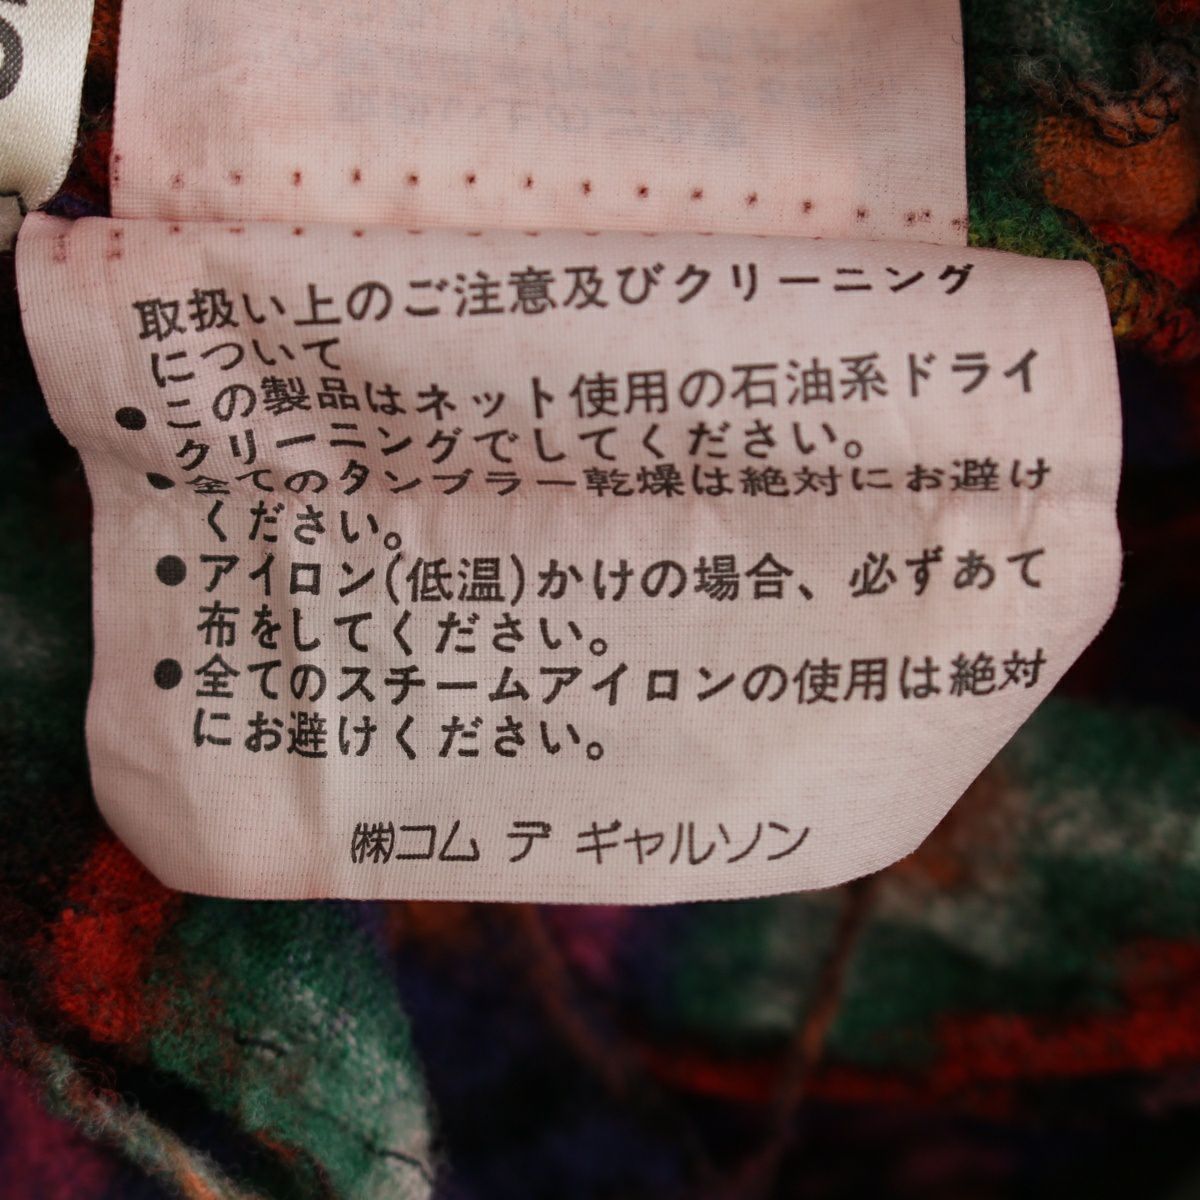 取扱い上のご注意及びクリーニング
について
●この製品はネット使用の石油系ドライ
クリーニングでしてください。
●全てのタンブラー乾燥は絶対にお避け
ください。
●アイロン(低温)かけの場合、必ずあて
布をしてください。
●全てのスチームアイロンの使用は絶対
にお避けください。
㈱コム デ ギャルソン